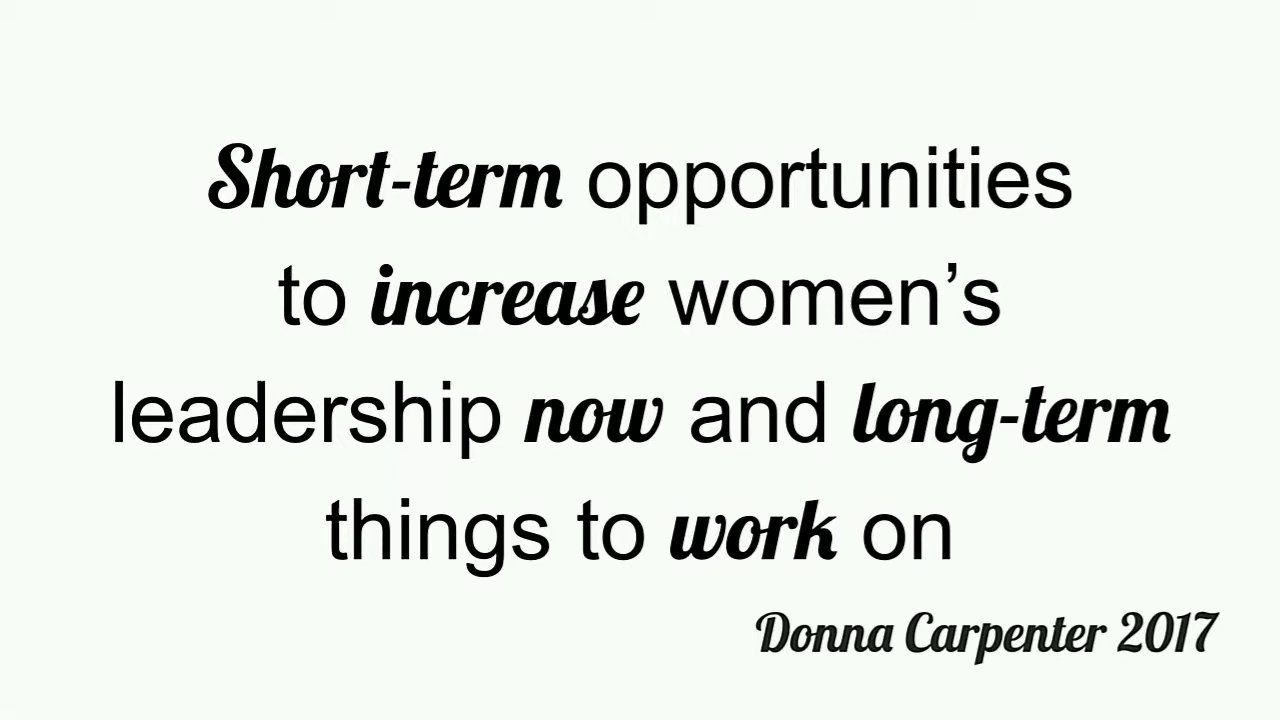 Short-term opportunities
to increase women’s
leadership now and long-term
things to work on
Donna Carpenter 2017